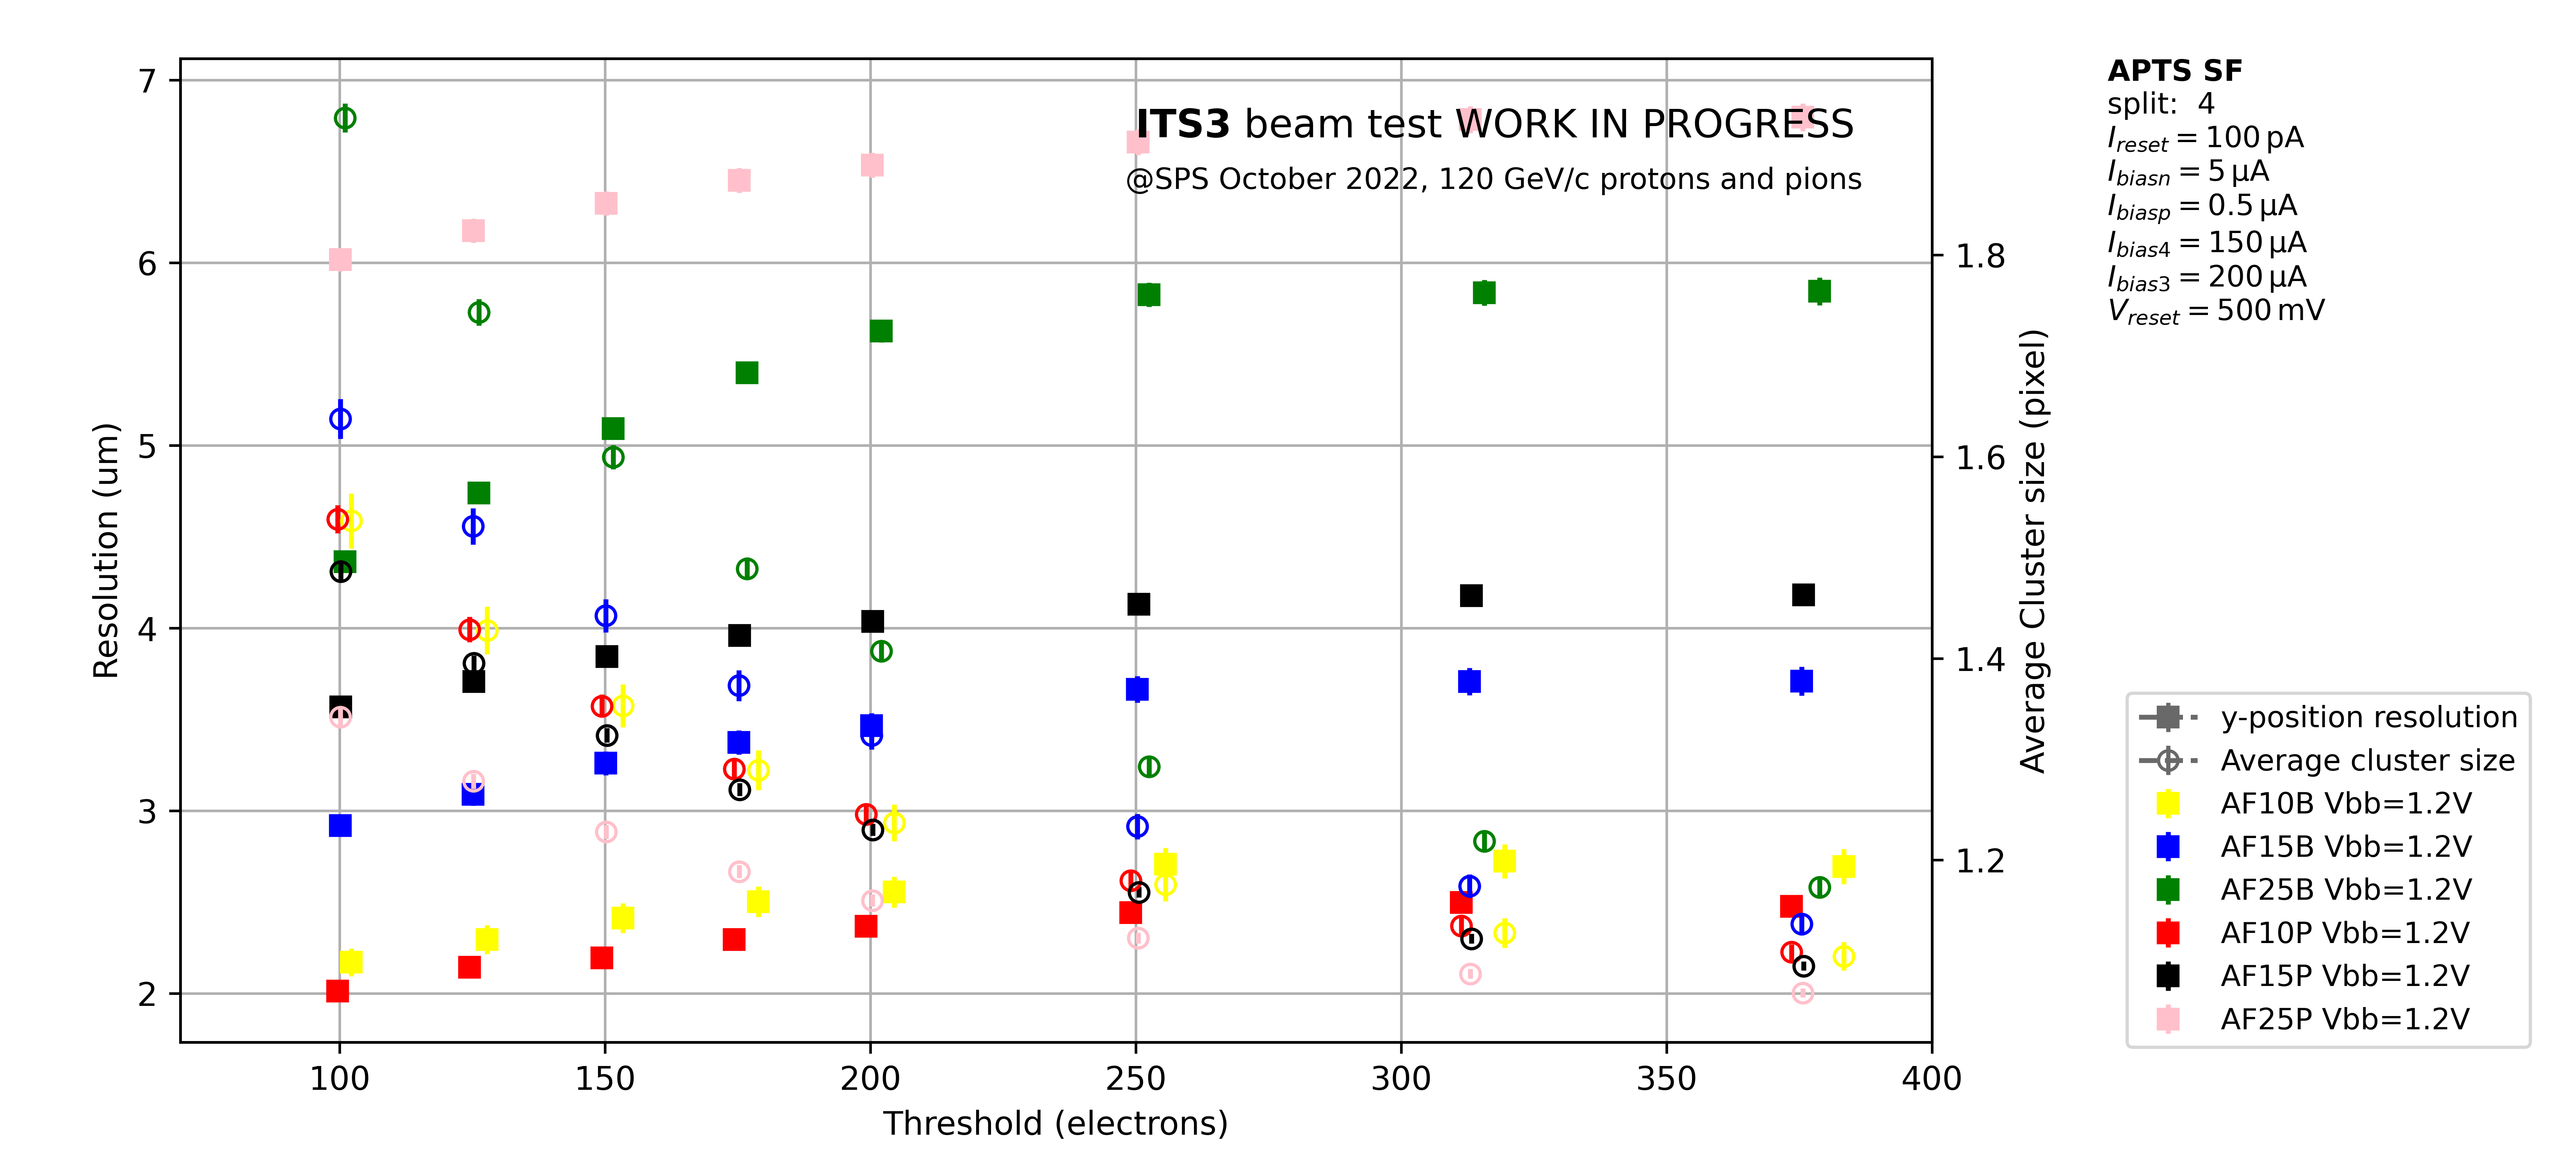 ITS3 beam test WORK IN PROGRESS
@SPS October 2022, 120 GeV/c protons and pions
APTS SF
split: 4
I_reset = 100 pA
I_biasn = 5 µA
I_biasp = 0.5 µA
I_bias4 = 150 µA
I_bias3 = 200 µA
V_reset = 500 mV
Resolution (um)
7
6
5
4
3
2
Average Cluster size (pixel)
1.8
1.6
1.4
1.2
100 150 200 250 300 350 400
Threshold (electrons)
y-position resolution
Average cluster size
AF10B Vbb=1.2V
AF15B Vbb=1.2V
AF25B Vbb=1.2V
AF10P Vbb=1.2V
AF15P Vbb=1.2V
AF25P Vbb=1.2V